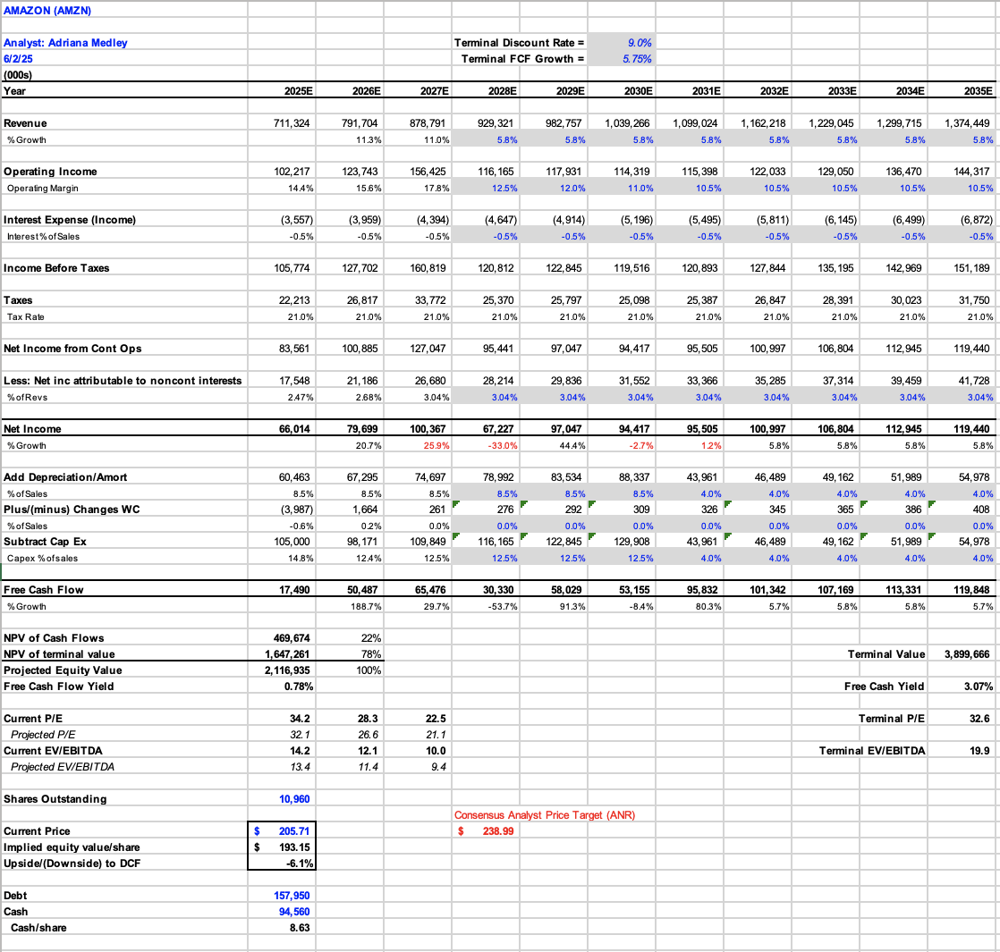 AMAZON (AMZN)
Analyst: Adriana Medley Terminal Discount Rate = 9.0%
6/2/25 Terminal FCF Growth = 5.75%
(000s)
Year 2025E 2026E 2027E 2028E 2029E 2030E 2031E 2032E 2033E 2034E 2035E
Revenue 711,324 791,704 878,791 929,321 982,757 1,039,266 1,099,024 1,162,218 1,229,045 1,299,715 1,374,449
% Growth 11.3% 11.0% 5.8% 5.8% 5.8% 5.8% 5.8% 5.8% 5.8% 5.8%
Operating Income 102,217 123,743 156,425 116,165 117,931 114,319 115,398 122,033 129,050 136,470 144,317
Operating Margin 14.4% 15.6% 17.8% 12.5% 12.0% 11.0% 10.5% 10.5% 10.5% 10.5% 10.5%
Interest Expense (Income) (3,557) (3,959) (4,394) (4,647) (4,914) (5,196) (5,495) (5,811) (6,145) (6,499) (6,872)
Interest % of Sales -0.5% -0.5% -0.5% -0.5% -0.5% -0.5% -0.5% -0.5% -0.5% -0.5% -0.5%
Income Before Taxes 105,774 127,702 160,819 120,812 122,845 119,516 120,893 127,844 135,195 142,969 151,189
Taxes 22,213 26,817 33,772 25,370 25,797 25,098 25,387 26,847 28,391 30,023 31,750
Tax Rate 21.0% 21.0% 21.0% 21.0% 21.0% 21.0% 21.0% 21.0% 21.0% 21.0% 21.0%
Net Income from Cont Ops 83,561 100,885 127,047 95,441 97,047 94,417 95,505 100,997 106,804 112,945 119,440
Less: Net inc attributable to noncont interests 17,548 21,186 26,680 28,214 29,836 31,552 33,366 35,285 37,314 39,459 41,728
% of Revs 2.47% 2.68% 3.04% 3.04% 3.04% 3.04% 3.04% 3.04% 3.04% 3.04% 3.04%
Net Income 66,014 79,699 100,367 67,227 97,047 94,417 95,505 100,997 106,804 112,945 119,440
% Growth 20.7% 25.9% -33.0% 44.4% -2.7% 1.2% 5.8% 5.8% 5.8% 5.8%
Add Depreciation/Amort 60,463 67,295 74,697 78,992 83,534 88,337 43,961 46,489 49,162 51,989 54,978
% of Sales 8.5% 8.5% 8.5% 8.5% 8.5% 8.5% 4.0% 4.0% 4.0% 4.0% 4.0%
Plus/(minus) Changes WC (3,987) 1,664 261 276 292 309 326 345 365 386 408
% of Sales -0.6% 0.2% 0.0% 0.0% 0.0% 0.0% 0.0% 0.0% 0.0% 0.0% 0.0%
Subtract Cap Ex 105,000 98,171 109,849 116,165 122,845 129,908 43,961 46,489 49,162 51,989 54,978
Capex % of sales 14.8% 12.4% 12.5% 12.5% 12.5% 12.5% 4.0% 4.0% 4.0% 4.0% 4.0%
Free Cash Flow 17,490 50,487 65,476 30,330 58,029 53,155 95,832 101,342 107,169 113,331 119,848
% Growth 188.7% 29.7% -53.7% 91.3% -8.4% 80.3% 5.7% 5.8% 5.8% 5.7%
NPV of Cash Flows 469,674 22%
NPV of terminal value 1,647,261 78% Terminal Value 3,899,666
Projected Equity Value 2,116,935 100%
Free Cash Flow Yield 0.78% Free Cash Yield 3.07%
Current P/E 34.2 28.3 22.5 Terminal P/E 32.6
Projected P/E 32.1 26.6 21.1
Current EV/EBITDA 14.2 12.1 10.0 Terminal EV/EBITDA 19.9
Projected EV/EBITDA 13.4 11.4 9.4
Shares Outstanding 10,960
Consensus Analyst Price Target (ANR)
Current Price $ 205.71 $ 238.99
Implied equity value/share $ 193.15
Upside/(Downside) to DCF -6.1%
Debt 157,950
Cash 94,560
Cash/share 8.63